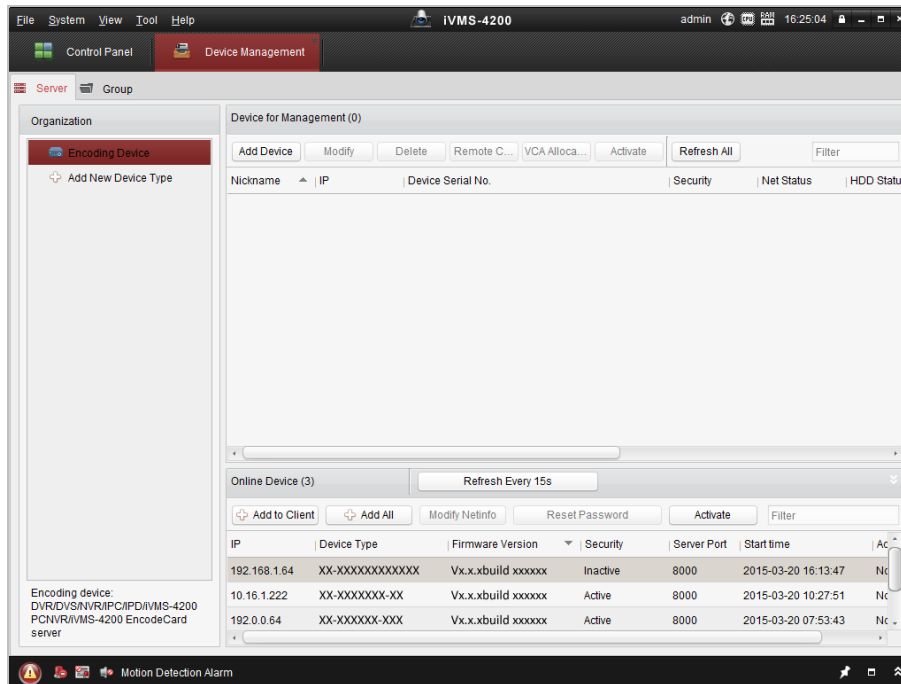 File System View Tool Help iVMS-4200 admin 16:25:04
Control Panel Device Management
Server Group
Organization
Encoding Device
Add New Device Type
Encoding device:
DVR/DVS/NVR/IPC/IPD/iVMS-4200
PCNVR/iVMS-4200 EncodeCard
server
Device for Management (0)
Add Device Modify Delete Remote C... VCA Alloca... Activate Refresh All Filter
Nickname IP Device Serial No. Security Net Status HDD Statu
Online Device (3) Refresh Every 15s
Add to Client Add All Modify Netinfo Reset Password Activate Filter
IP Device Type Firmware Version Security Server Port Start time Ac
192.168.1.64 XX-XXXXXXXXXXXX Vx.x.xbuild xxxxxx Inactive 8000 2015-03-20 16:13:47 Nc
10.16.1.222 XX-XXXXXXX-XX Vx.x.xbuild xxxxxx Active 8000 2015-03-20 10:27:51 Nc
192.0.0.64 XX-XXXXXX-XXX Vx.x.xbuild xxxxxx Active 8000 2015-03-20 07:53:43 Nc
Motion Detection Alarm